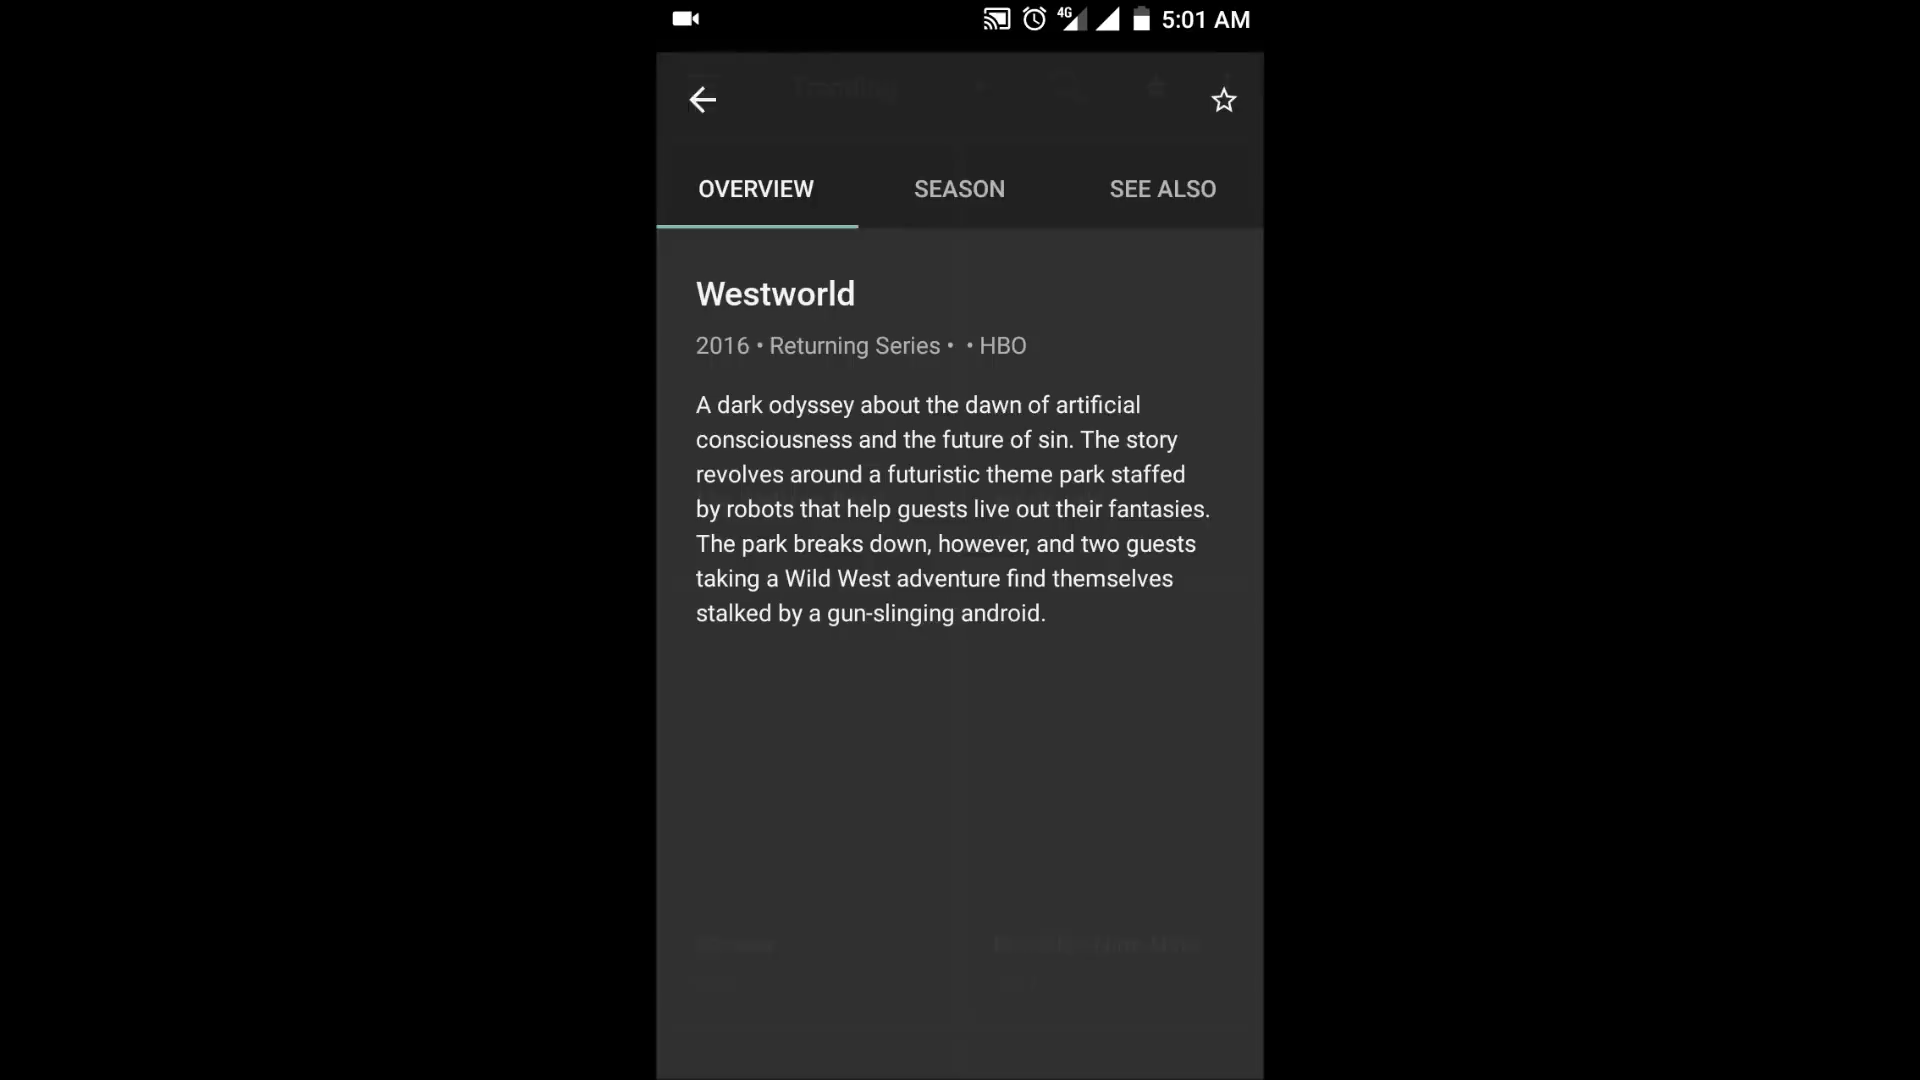 4G 5:01 AM
OVERVIEW SEASON SEE ALSO
Westworld
2016 • Returning Series • • HBO
A dark odyssey about the dawn of artificial
consciousness and the future of sin. The story
revolves around a futuristic theme park staffed
by robots that help guests live out their fantasies.
The park breaks down, however, and two guests
taking a Wild West adventure find themselves
stalked by a gun-slinging android.